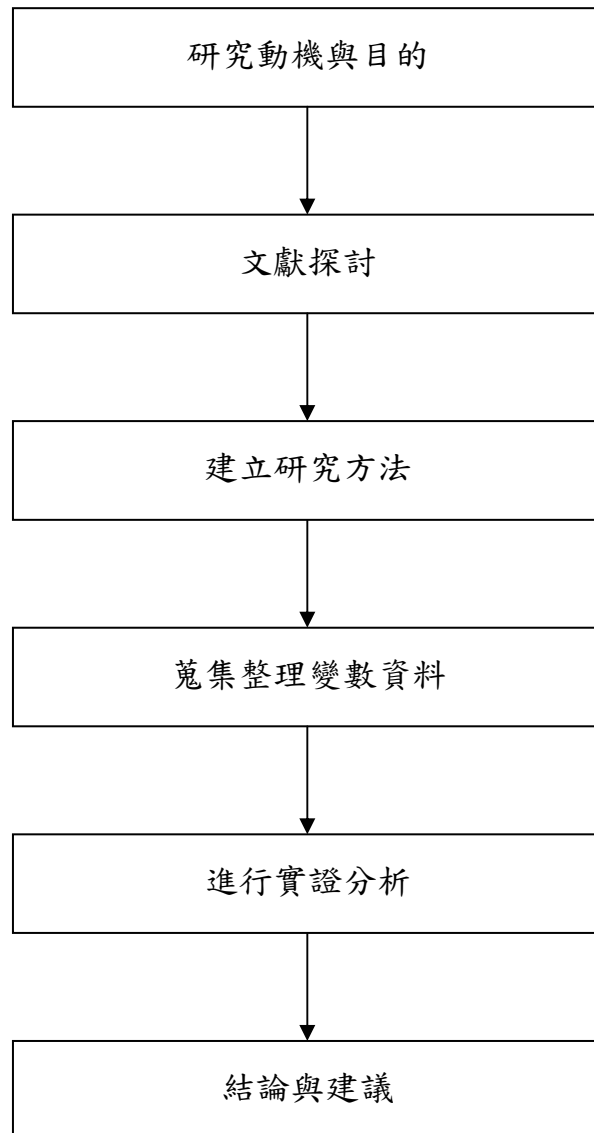 研究動機與目的
文獻探討
建立研究方法
蒐集整理變數資料
進行實證分析
結論與建議